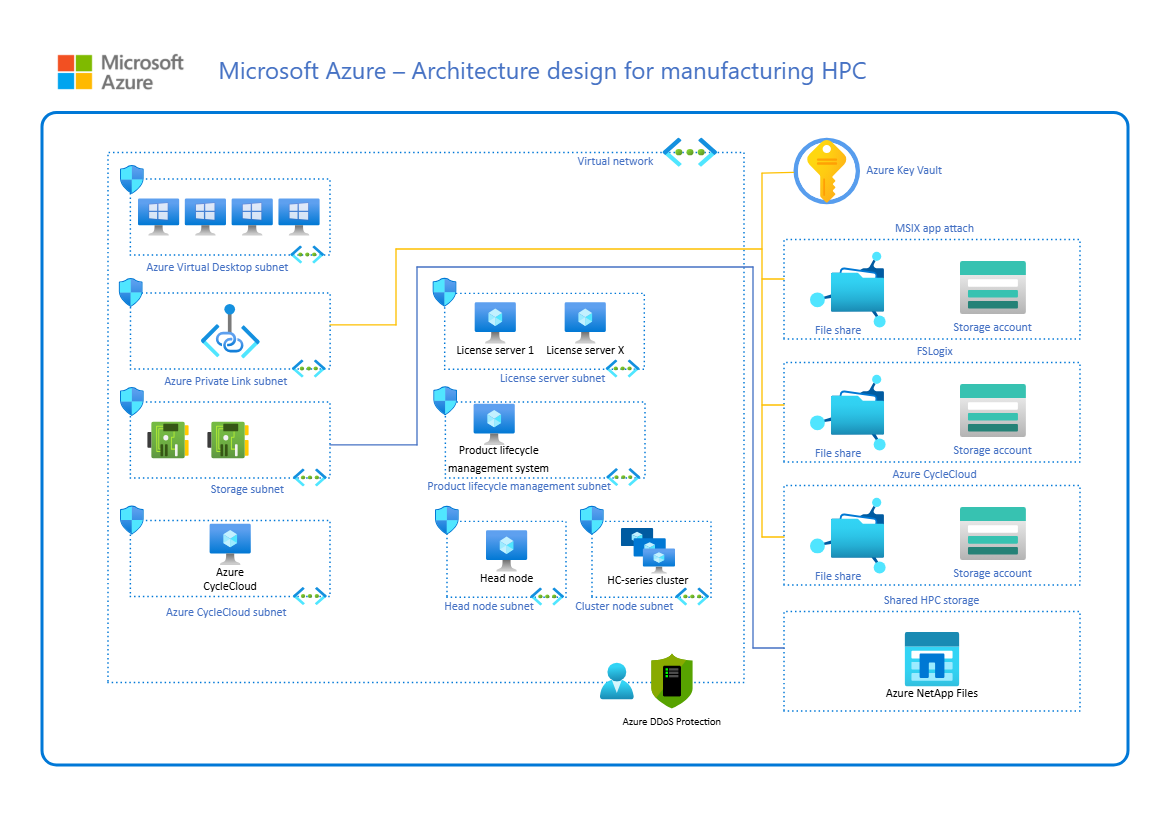 Microsoft
Azure
Microsoft Azure – Architecture design for manufacturing HPC
Virtual network
Azure Virtual Desktop subnet
Azure Private Link subnet
License server 1
License server X
License server subnet
Storage subnet
Product lifecycle
management system
Product lifecycle management subnet
Azure
CycleCloud
Azure CycleCloud subnet
Head node
Head node subnet
HC-series cluster
Cluster node subnet
Azure DDoS Protection
Azure Key Vault
MSIX app attach
File share
Storage account
FSLogix
File share
Storage account
Azure CycleCloud
File share
Storage account
Shared HPC storage
Azure NetApp Files